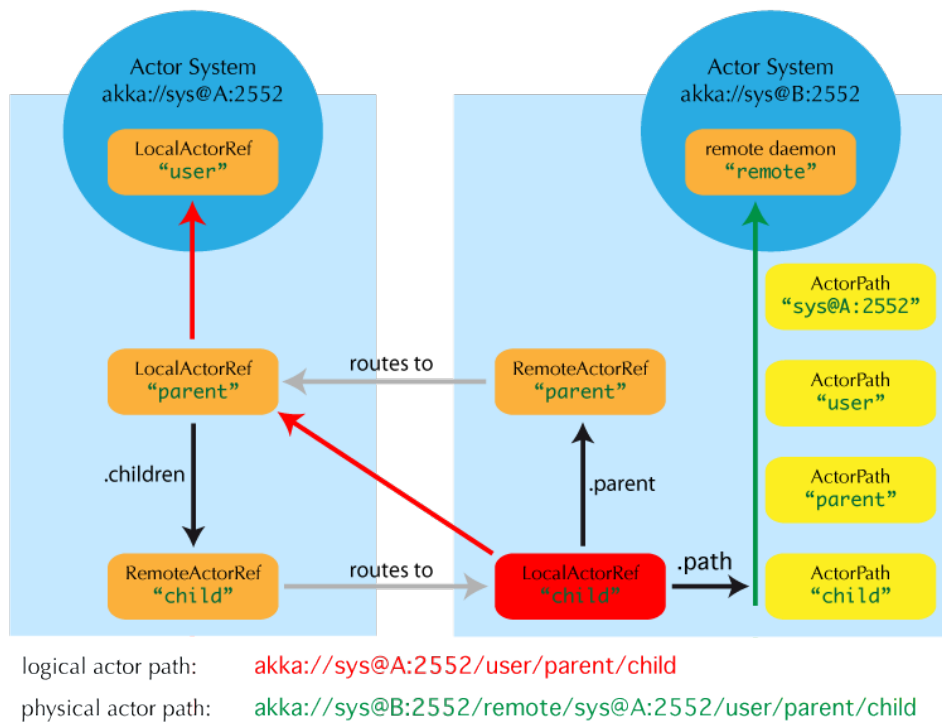 Actor System
akka://sys@A:2552
LocalActorRef
“user”
Actor System
akka://sys@B:2552
remote daemon
“remote”
ActorPath
“sys@A:2552”
LocalActorRef
“parent”
routes to
RemoteActorRef
“parent”
ActorPath
“user”
.children
.parent
ActorPath
“parent”
RemoteActorRef
“child”
routes to
LocalActorRef
“child”
.path
ActorPath
“child”
logical actor path: akka://sys@A:2552/user/parent/child
physical actor path: akka://sys@B:2552/remote/sys@A:2552/user/parent/child